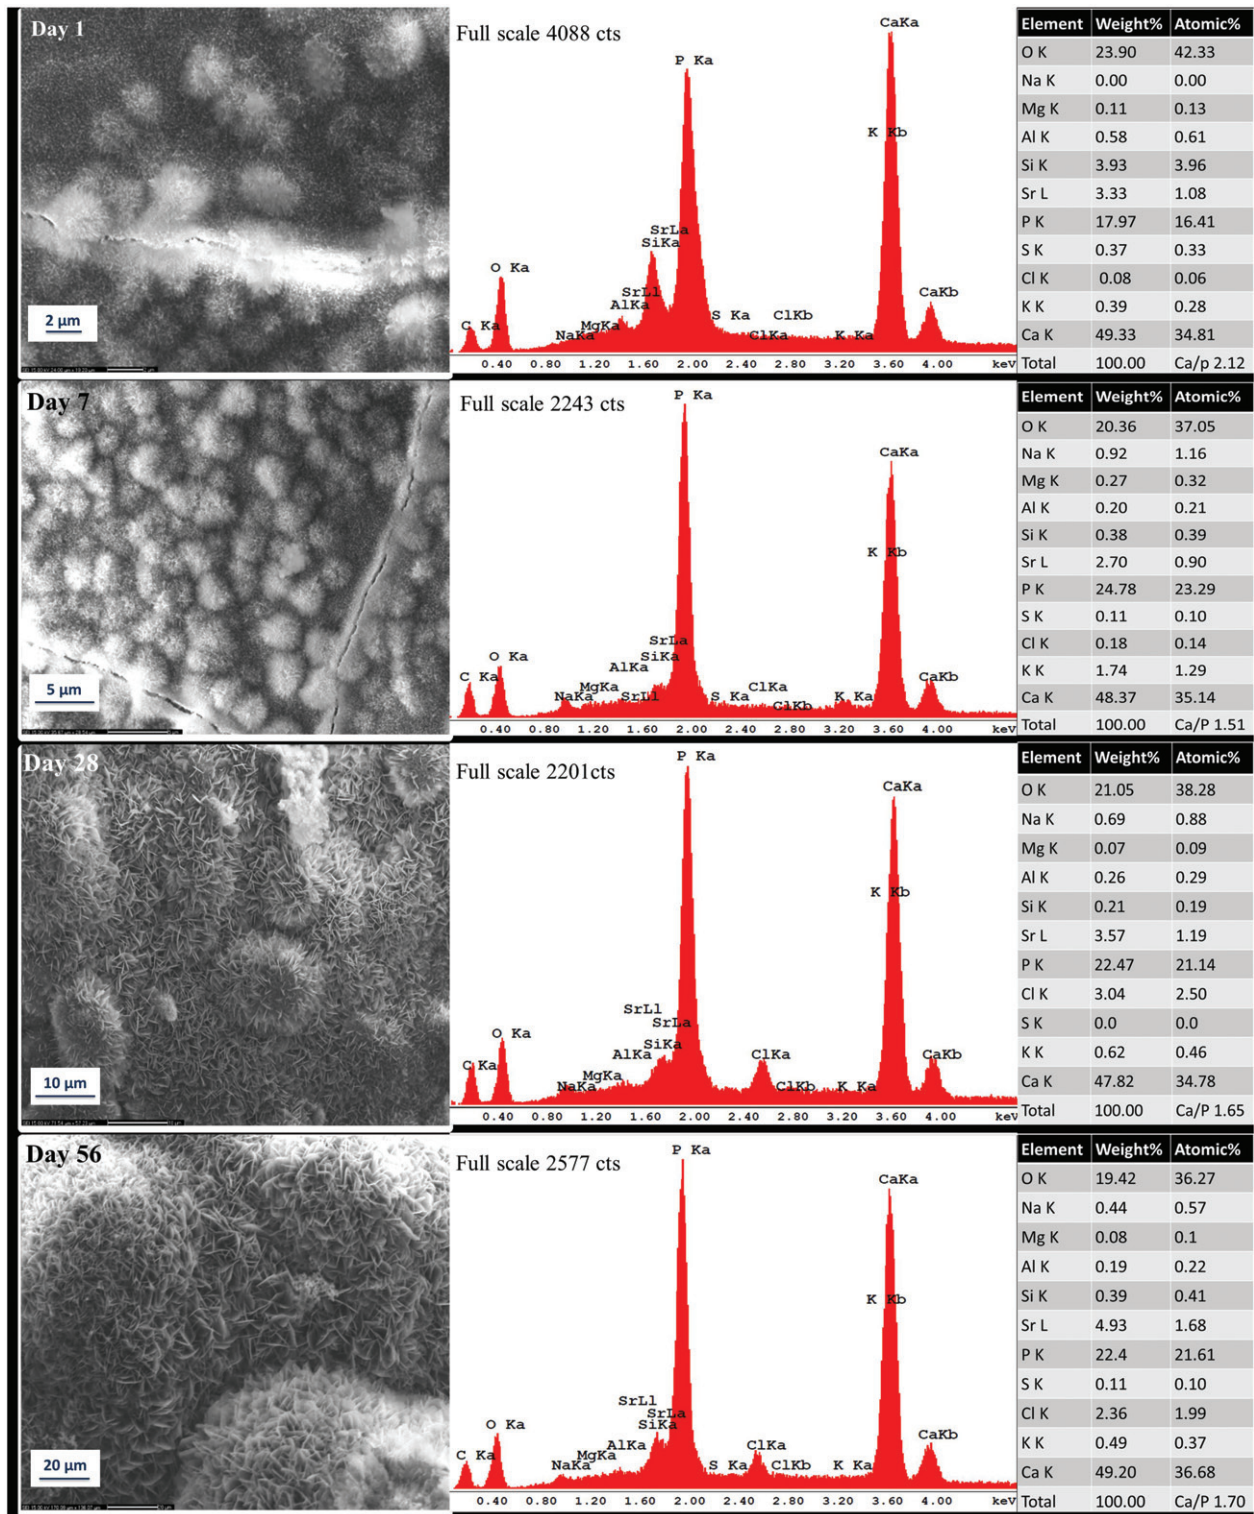 Day 1
2 µm
Full scale 4088 cts
P Ka
CaKa
K Kb
SrLa
SiKa
O Ka
SrLl
AlKa
C Ka
NaKa
MgKa
S Ka
ClKb
ClKa
K Ka
CaKb
0.40 0.80 1.20 1.60 2.00 2.40 2.80 3.20 3.60 4.00 keV
Element Weight% Atomic%
O K 23.90 42.33
Na K 0.00 0.00
Mg K 0.11 0.13
Al K 0.58 0.61
Si K 3.93 3.96
Sr L 3.33 1.08
P K 17.97 16.41
S K 0.37 0.33
Cl K 0.08 0.06
K K 0.39 0.28
Ca K 49.33 34.81
Total 100.00 Ca/p 2.12
Day 7
5 µm
Full scale 2243 cts
P Ka
CaKa
K Kb
SrLa
O Ka
SiKa
AlKa
C Ka
MgKa
NaKa
SrLl
ClKa
S Ka
ClKb
K Ka
CaKb
0.40 0.80 1.20 1.60 2.00 2.40 2.80 3.20 3.60 4.00 keV
Element Weight% Atomic%
O K 20.36 37.05
Na K 0.92 1.16
Mg K 0.27 0.32
Al K 0.20 0.21
Si K 0.38 0.39
Sr L 2.70 0.90
P K 24.78 23.29
S K 0.11 0.10
Cl K 0.18 0.14
K K 1.74 1.29
Ca K 48.37 35.14
Total 100.00 Ca/P 1.51
Day 28
10 µm
Full scale 2201cts
P Ka
CaKa
K Kb
SrLl
SrLa
O Ka
SiKa
AlKa
C Ka
MgKa
NaKa
ClKa
ClKb
K Ka
CaKb
0.40 0.80 1.20 1.60 2.00 2.40 2.80 3.20 3.60 4.00 keV
Element Weight% Atomic%
O K 21.05 38.28
Na K 0.69 0.88
Mg K 0.07 0.09
Al K 0.26 0.29
Si K 0.21 0.19
Sr L 3.57 1.19
P K 22.47 21.14
Cl K 3.04 2.50
S K 0.0 0.0
K K 0.62 0.46
Ca K 47.82 34.78
Total 100.00 Ca/P 1.65
Day 56
20 µm
Full scale 2577 cts
P Ka
CaKa
K Kb
SrLl
SrLa
SiKa
O Ka
AlKa
C Ka
MgKa
NaKa
ClKa
S Ka
ClKb
K Ka
CaKb
0.40 0.80 1.20 1.60 2.00 2.40 2.80 3.20 3.60 4.00 keV
Element Weight% Atomic%
O K 19.42 36.27
Na K 0.44 0.57
Mg K 0.08 0.1
Al K 0.19 0.22
Si K 0.39 0.41
Sr L 4.93 1.68
P K 22.4 21.61
S K 0.11 0.10
Cl K 2.36 1.99
K K 0.49 0.37
Ca K 49.20 36.68
Total 100.00 Ca/P 1.70